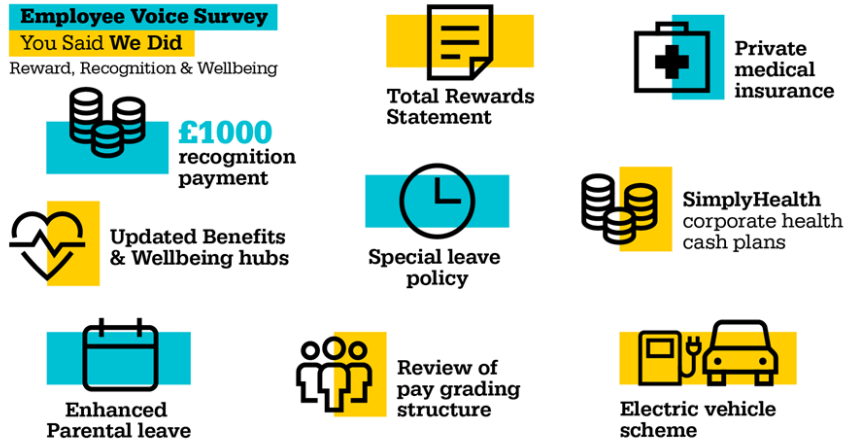 Employee Voice Survey
You Said We Did
Reward, Recognition & Wellbeing
£1000
recognition
payment
Total Rewards
Statement
Private
medical
insurance
Updated Benefits
& Wellbeing hubs
Special leave
policy
SimplyHealth
corporate health
cash plans
Enhanced
Parental leave
Review of
pay grading
structure
Electric vehicle
scheme